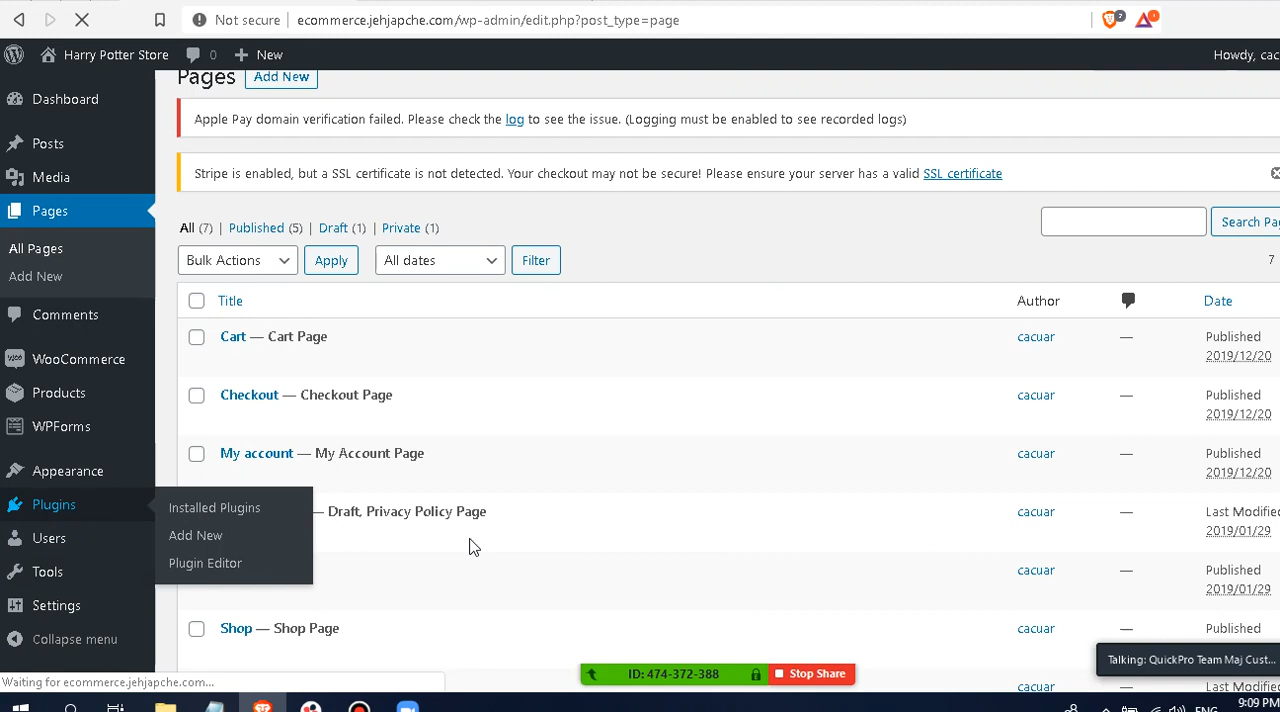 Not secure ecommerce.jehjapche.com/wp-admin/edit.php?post_type=page
Harry Potter Store 0 New Howdy, cac
Dashboard
Posts
Media
Pages
All Pages
Add New
Comments
WooCommerce
Products
WPForms
Appearance
Plugins
Users
Tools
Settings
Collapse menu
Installed Plugins
Add New
Plugin Editor
Pages Add New
Apple Pay domain verification failed. Please check the log to see the issue. (Logging must be enabled to see recorded logs)
Stripe is enabled, but a SSL certificate is not detected. Your checkout may not be secure! Please ensure your server has a valid SSL certificate
All (7) | Published (5) | Draft (1) | Private (1)
Search Pa
Bulk Actions Apply All dates Filter 7
Title Author Date
Cart — Cart Page cacuar — Published
2019/12/20
Checkout — Checkout Page cacuar — Published
2019/12/20
My account — My Account Page cacuar — Published
2019/12/20
— Draft, Privacy Policy Page cacuar — Last Modifie
2019/01/29
cacuar — Published
2019/01/29
Shop — Shop Page cacuar — Published
cacuar — Last Modifie
Talking: QuickPro Team Maj Cust...
ID: 474-372-388 Stop Share
Waiting for ecommerce.jehjapche.com...
ENG 9:09 PM